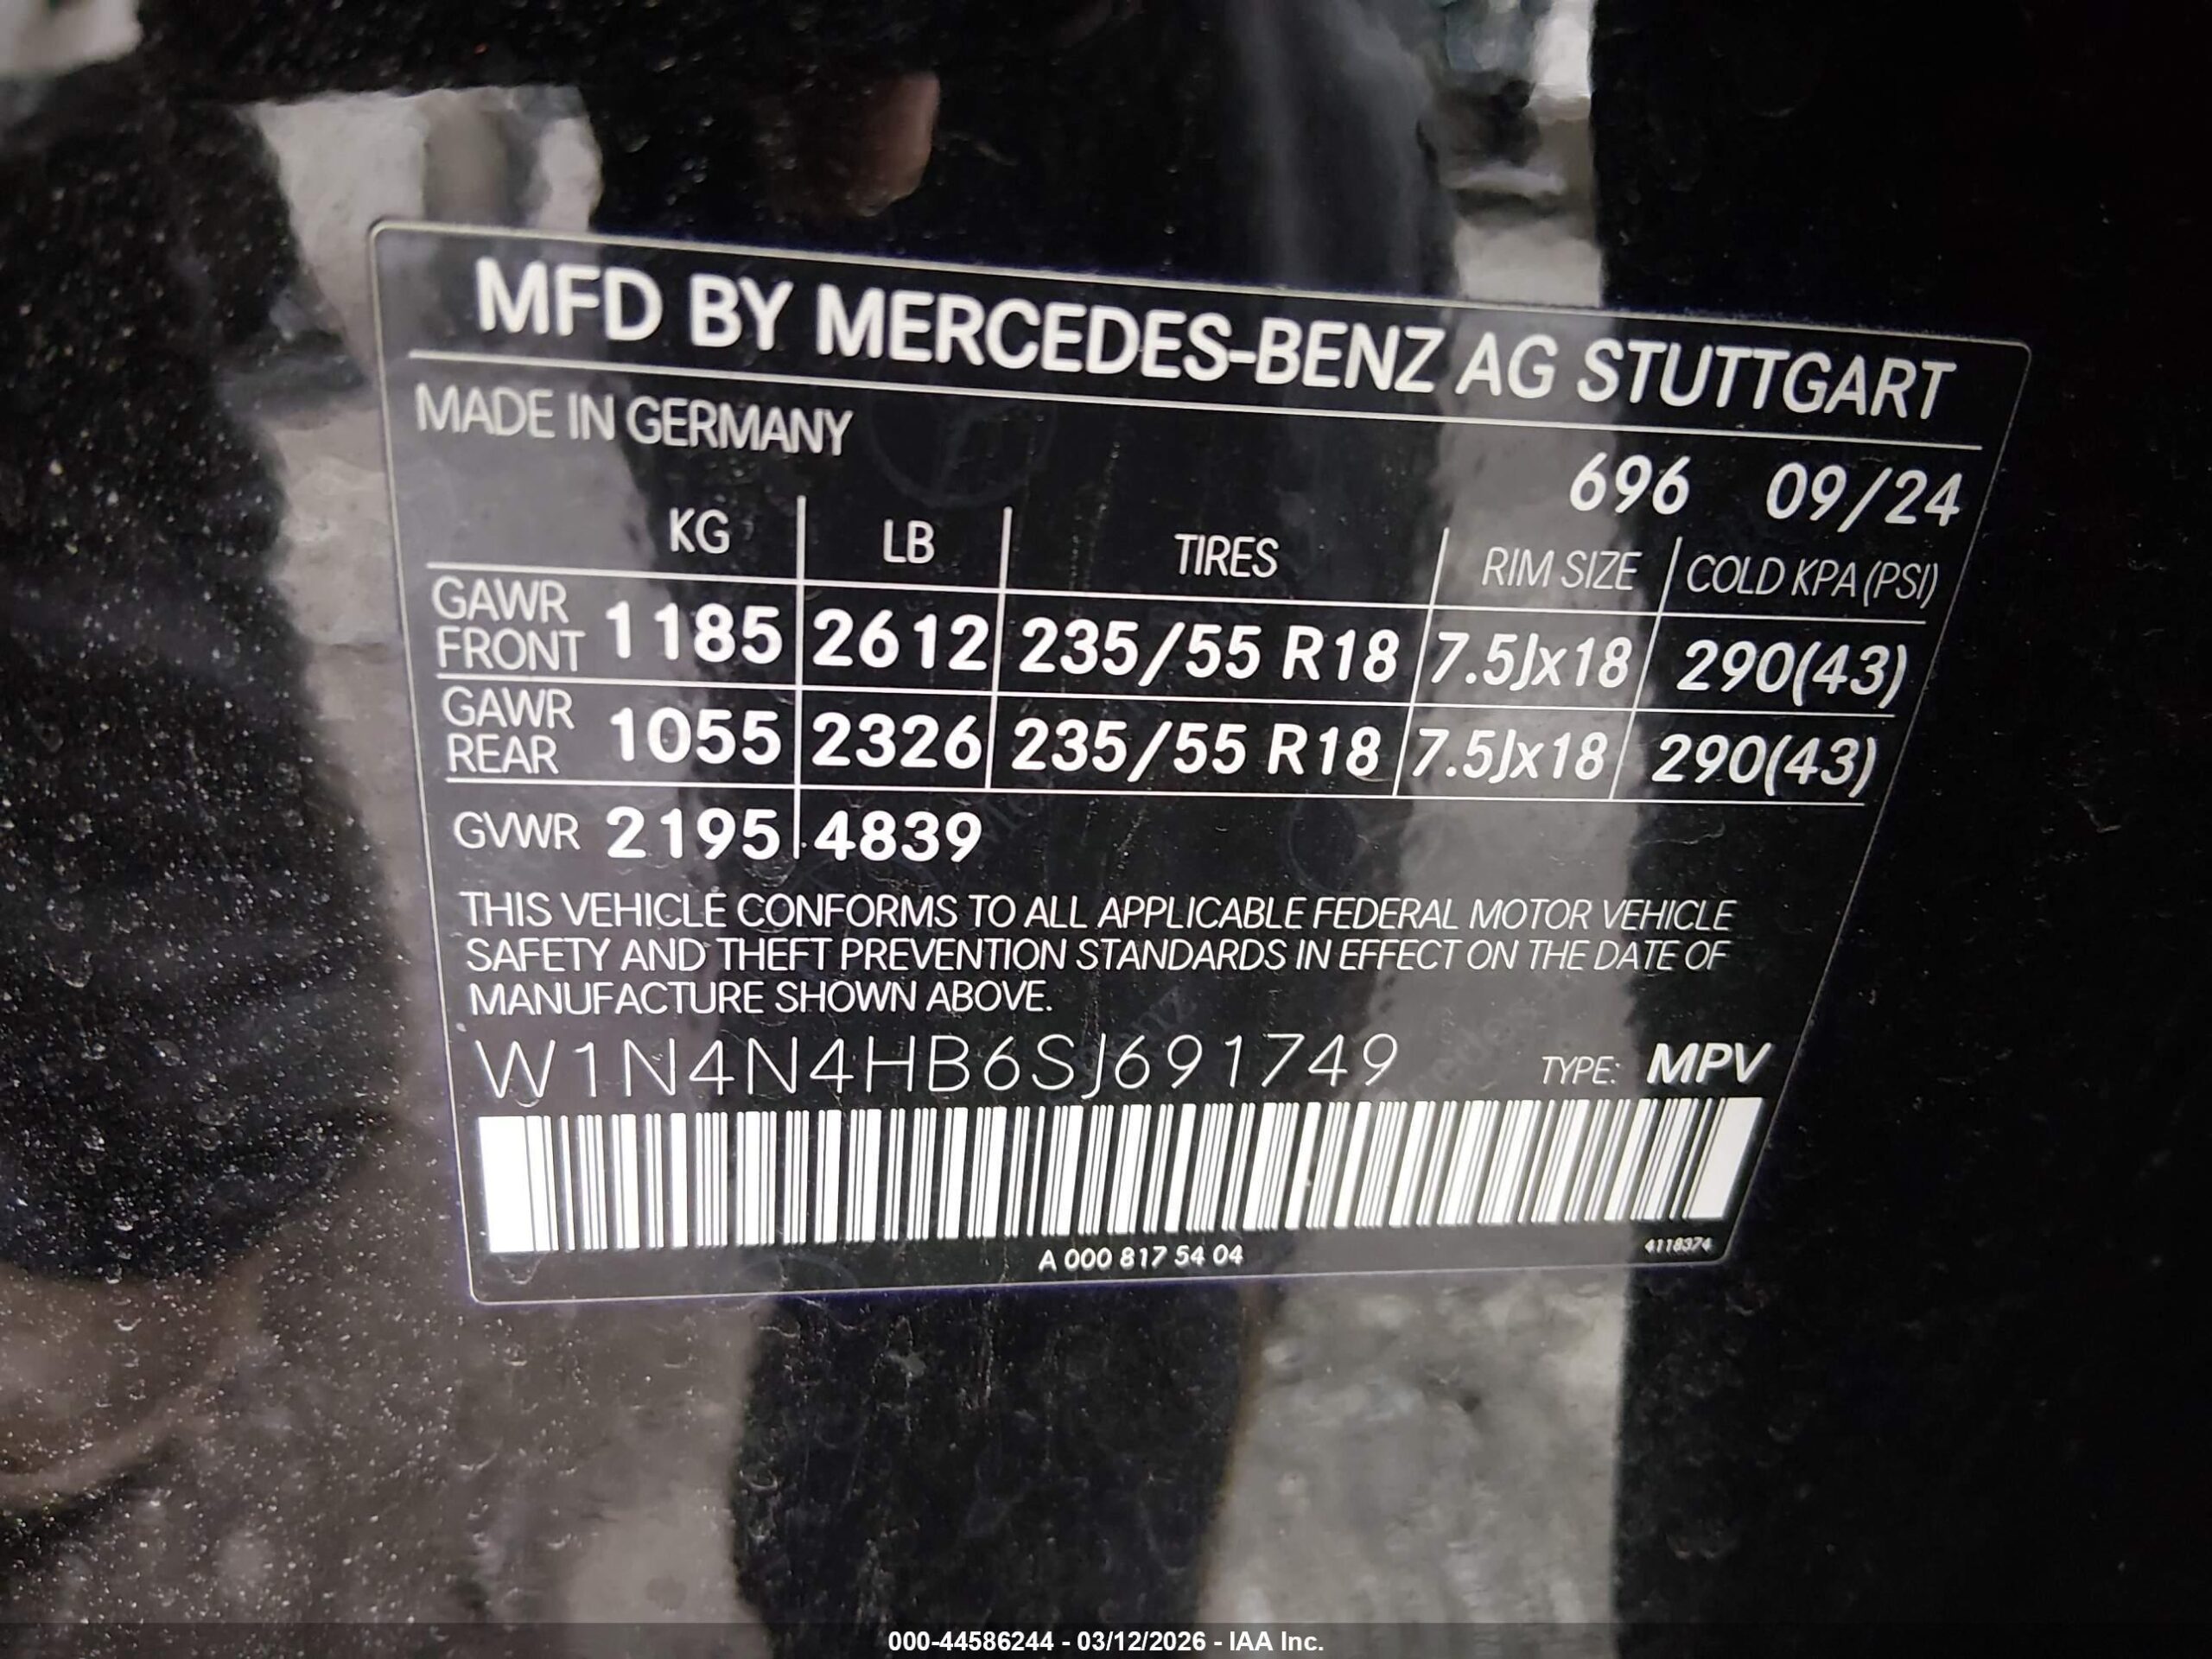 MFD BY MERCEDES-BENZ AG STUTTGART
MADE IN GERMANY
696 09/24
KG LB TIRES RIM SIZE COLD KPA (PSI)
GAWR FRONT 1185 2612 235/55 R18 7.5Jx18 290(43)
GAWR REAR 1055 2326 235/55 R18 7.5Jx18 290(43)
GVWR 2195 4839
THIS VEHICLE CONFORMS TO ALL APPLICABLE FEDERAL MOTOR VEHICLE
SAFETY AND THEFT PREVENTION STANDARDS IN EFFECT ON THE DATE OF
MANUFACTURE SHOWN ABOVE.
W1N4N4HB6SJ691749 TYPE: MPV
A 000 817 54 04 4118374
000-44586244 - 03/12/2026 - IAA Inc.